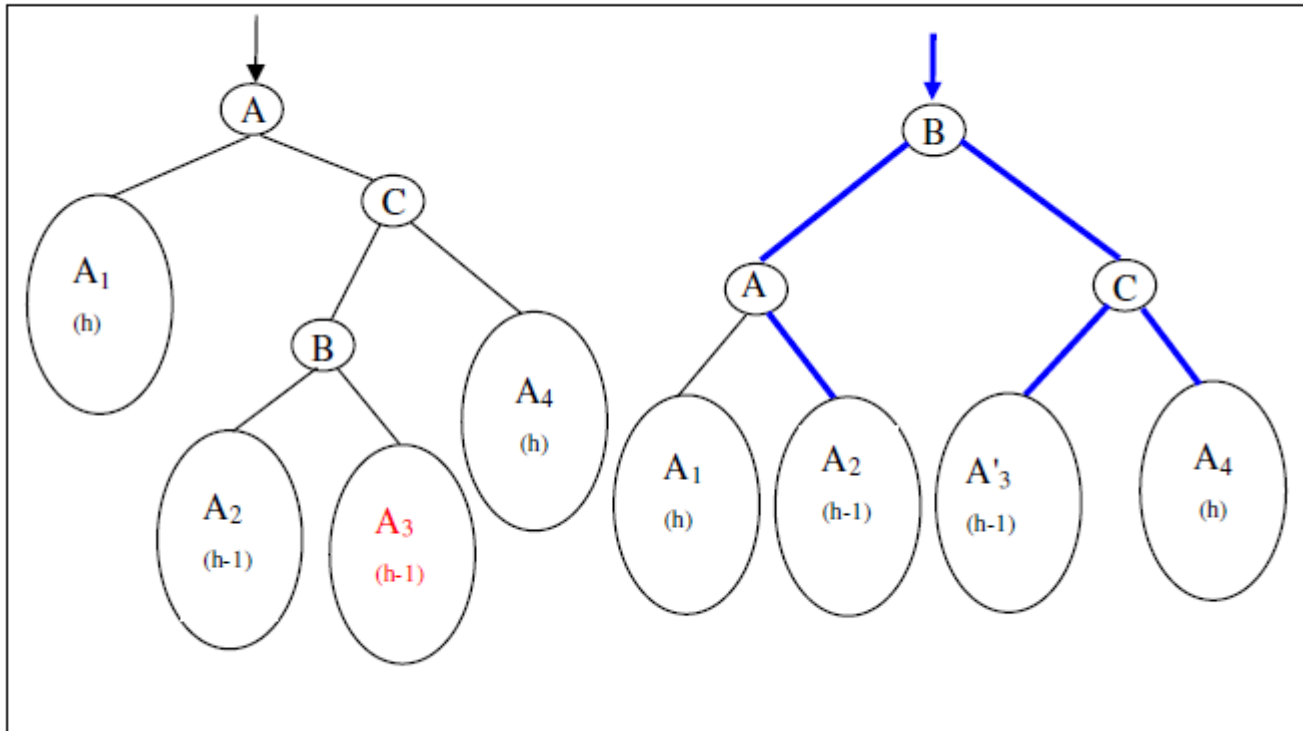 A
C
A₁
(h)
B
A₄
(h)
A₂
(h-1)
A₃
(h-1)
B
A
C
A₁
(h)
A₂
(h-1)
A'₃
(h-1)
A₄
(h)